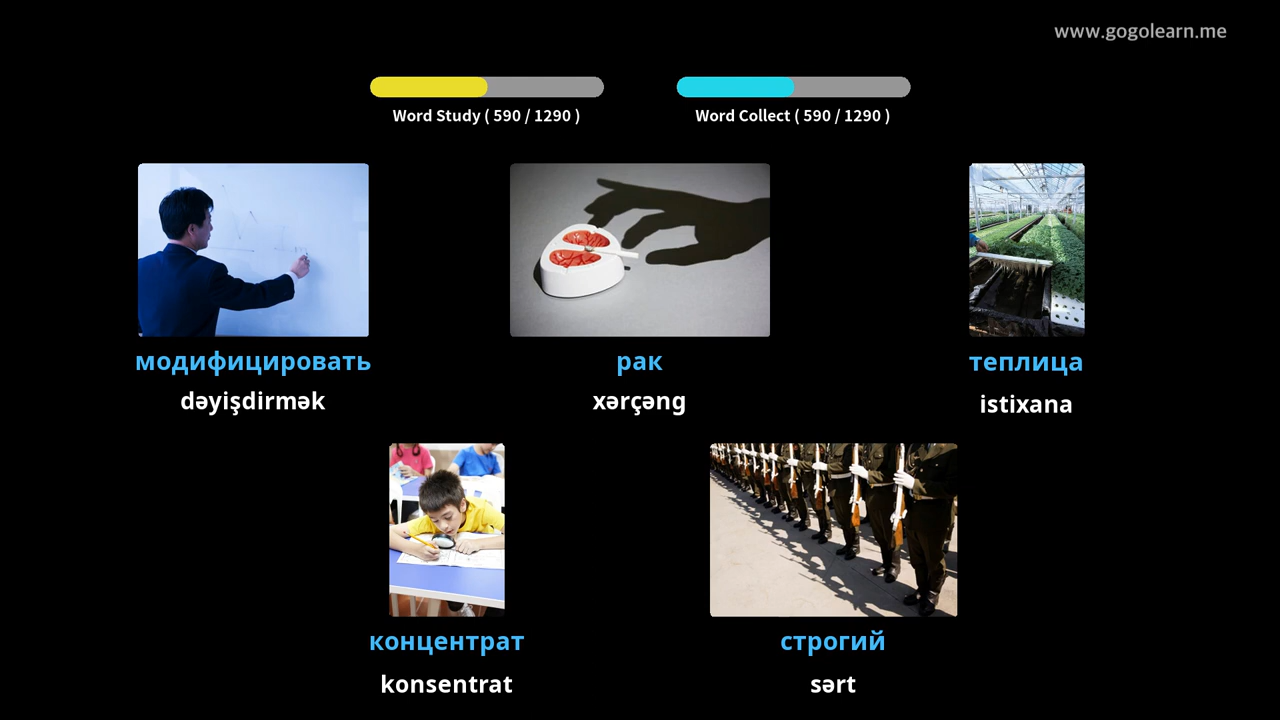 www.gogolearn.me
Word Study ( 590 / 1290 )
Word Collect ( 590 / 1290 )
модифицировать
dəyişdirmək
рак
xərçəng
теплица
istixana
концентрат
konsentrat
строгий
sərt